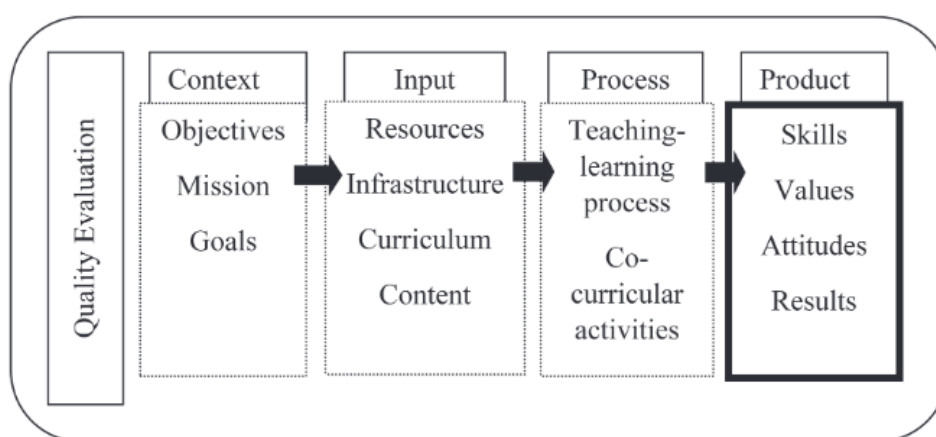 Quality Evaluation
Context
Objectives
Mission
Goals
Input
Resources
Infrastructure
Curriculum
Content
Process
Teaching-
learning
process
Co-
curricular
activities
Product
Skills
Values
Attitudes
Results